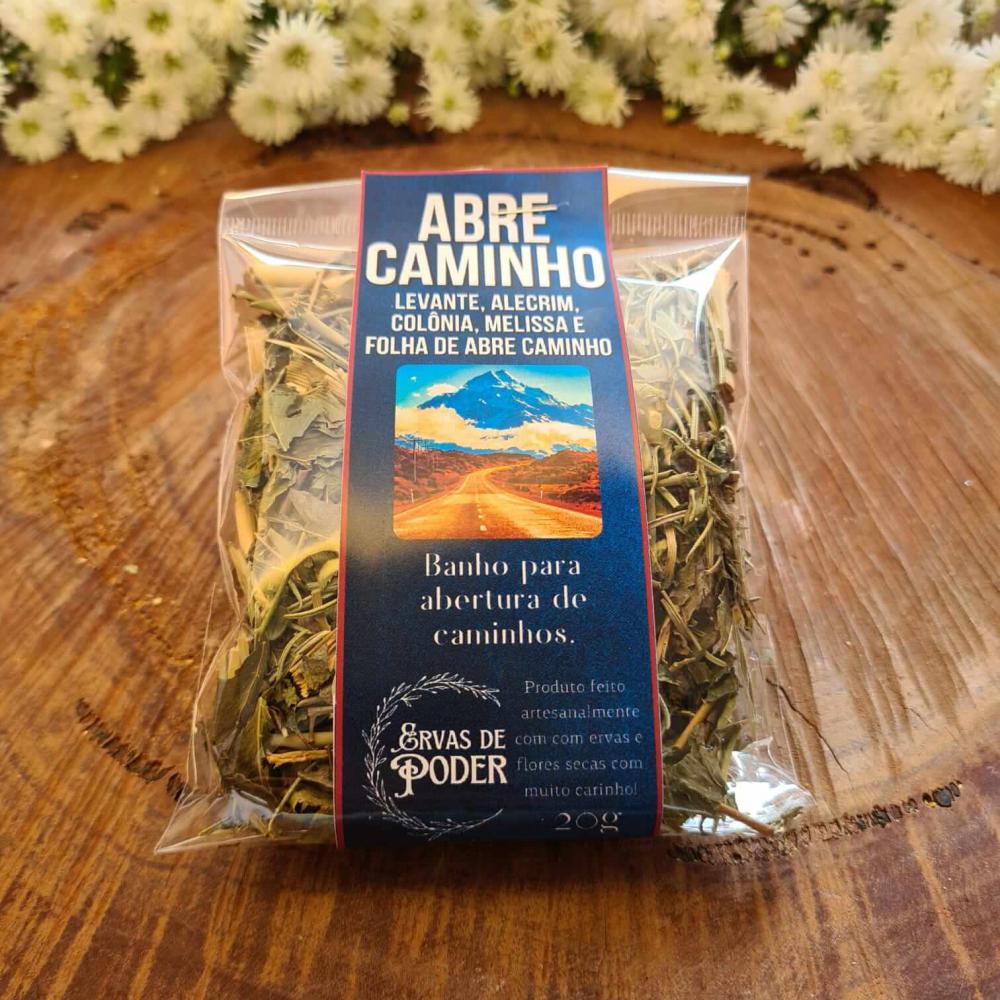 ABRE
CAMINHO
LEVANTE, ALECRIM,
COLÔNIA, MELISSA E
FOLHA DE ABRE CAMINHO
Banho para
abertura de
caminhos.
ERVAS DE
PODER
Produto feito
artesanalmente
com com ervas e
flores secas com
muito carinho!
20g